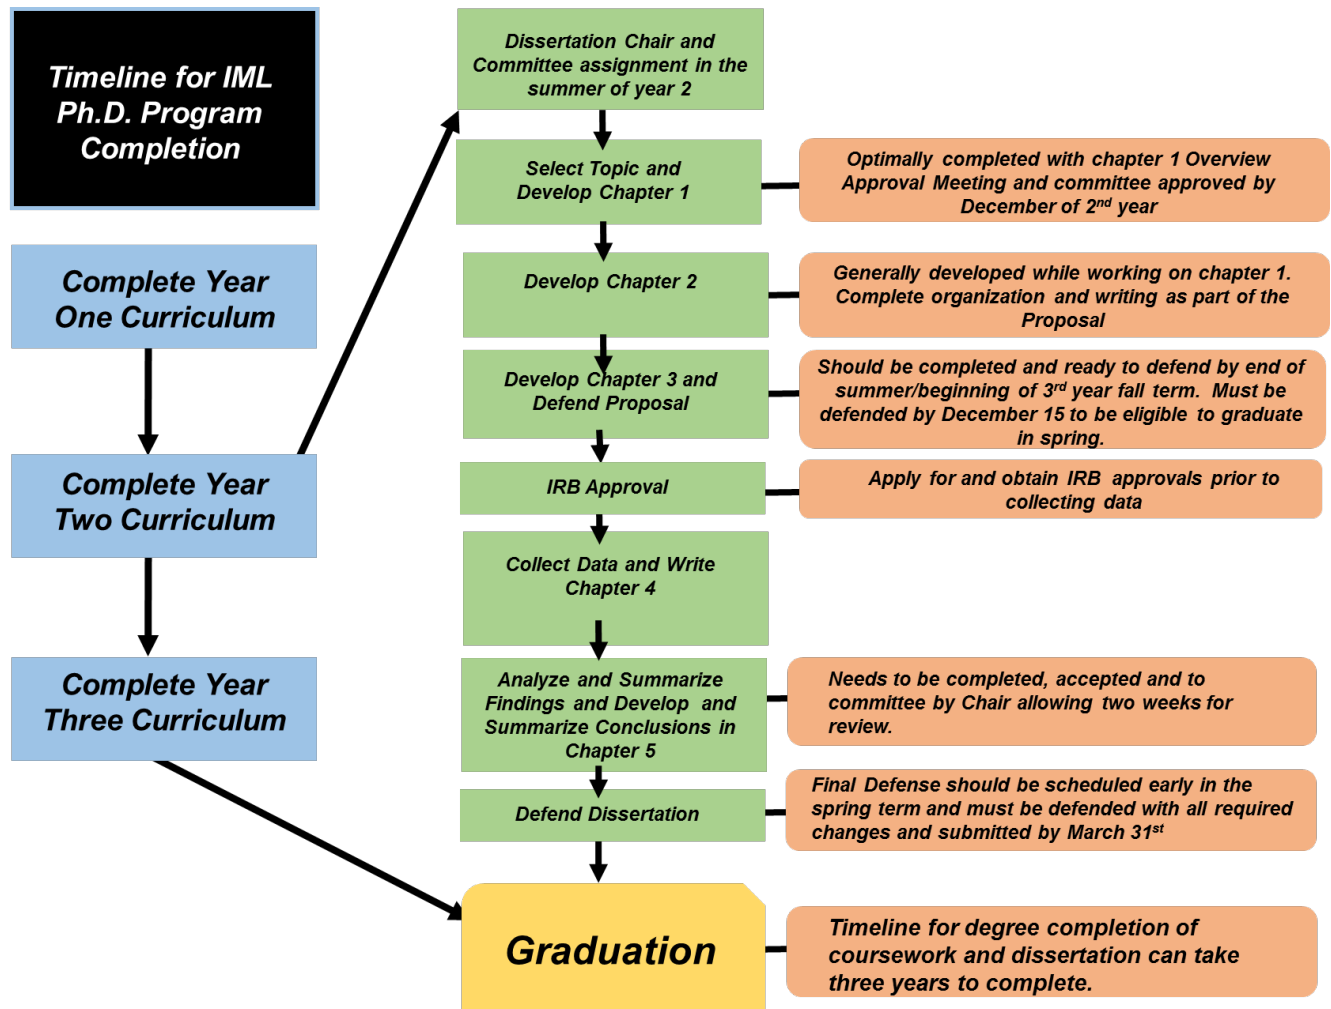 Timeline for IML
Ph.D. Program
Completion
Complete Year
One Curriculum
Complete Year
Two Curriculum
Complete Year
Three Curriculum
Dissertation Chair and
Committee assignment in the
summer of year 2
Select Topic and
Develop Chapter 1
Optimally completed with chapter 1 Overview
Approval Meeting and committee approved by
December of 2nd year
Develop Chapter 2
Generally developed while working on chapter 1.
Complete organization and writing as part of the
Proposal
Develop Chapter 3 and
Defend Proposal
Should be completed and ready to defend by end of
summer/beginning of 3rd year fall term. Must be
defended by December 15 to be eligible to graduate
in spring.
IRB Approval
Apply for and obtain IRB approvals prior to
collecting data
Collect Data and Write
Chapter 4
Analyze and Summarize
Findings and Develop and
Summarize Conclusions in
Chapter 5
Needs to be completed, accepted and to
committee by Chair allowing two weeks for
review.
Defend Dissertation
Final Defense should be scheduled early in the
spring term and must be defended with all required
changes and submitted by March 31st
Graduation
Timeline for degree completion of
coursework and dissertation can take
three years to complete.